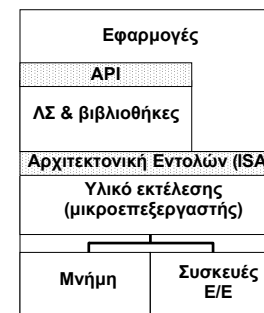 Εφαρμογές
API
ΛΣ & βιβλιοθήκες
Αρχιτεκτονική Εντολών (ISA
Υλικό εκτέλεσης
(μικροεπεξεργαστής)
Μνήμη
Συσκευές
Ε/Ε